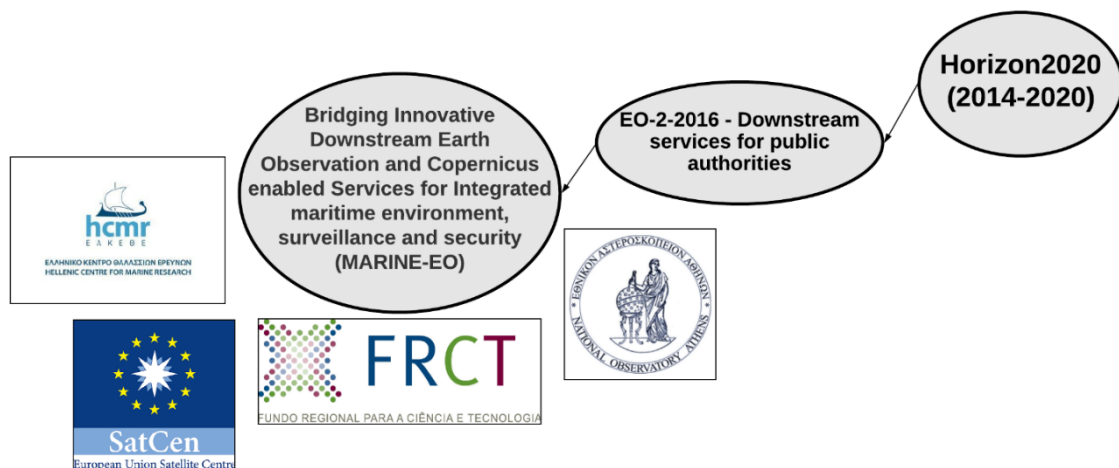 Horizon2020
(2014-2020)
EO-2-2016 - Downstream
services for public
authorities
Bridging Innovative
Downstream Earth
Observation and Copernicus
enabled Services for Integrated
maritime environment,
surveillance and security
(MARINE-EO)
hcmr
ΕΛΚΕΘΕ
ΕΛΛΗΝΙΚΟ ΚΕΝΤΡΟ ΘΑΛΑΣΣΙΩΝ ΕΡΕΥΝΩΝ
HELLENIC CENTRE FOR MARINE RESEARCH
ΕΘΝΙΚΟΝ ΑΣΤΕΡΟΣΚΟΠΕΙΟΝ ΑΘΗΝΩΝ
NATIONAL OBSERVATORY ATHENS
FRCT
FUNDO REGIONAL PARA A CIÊNCIA E TECNOLOGIA
SatCen
European Union Satellite Centre